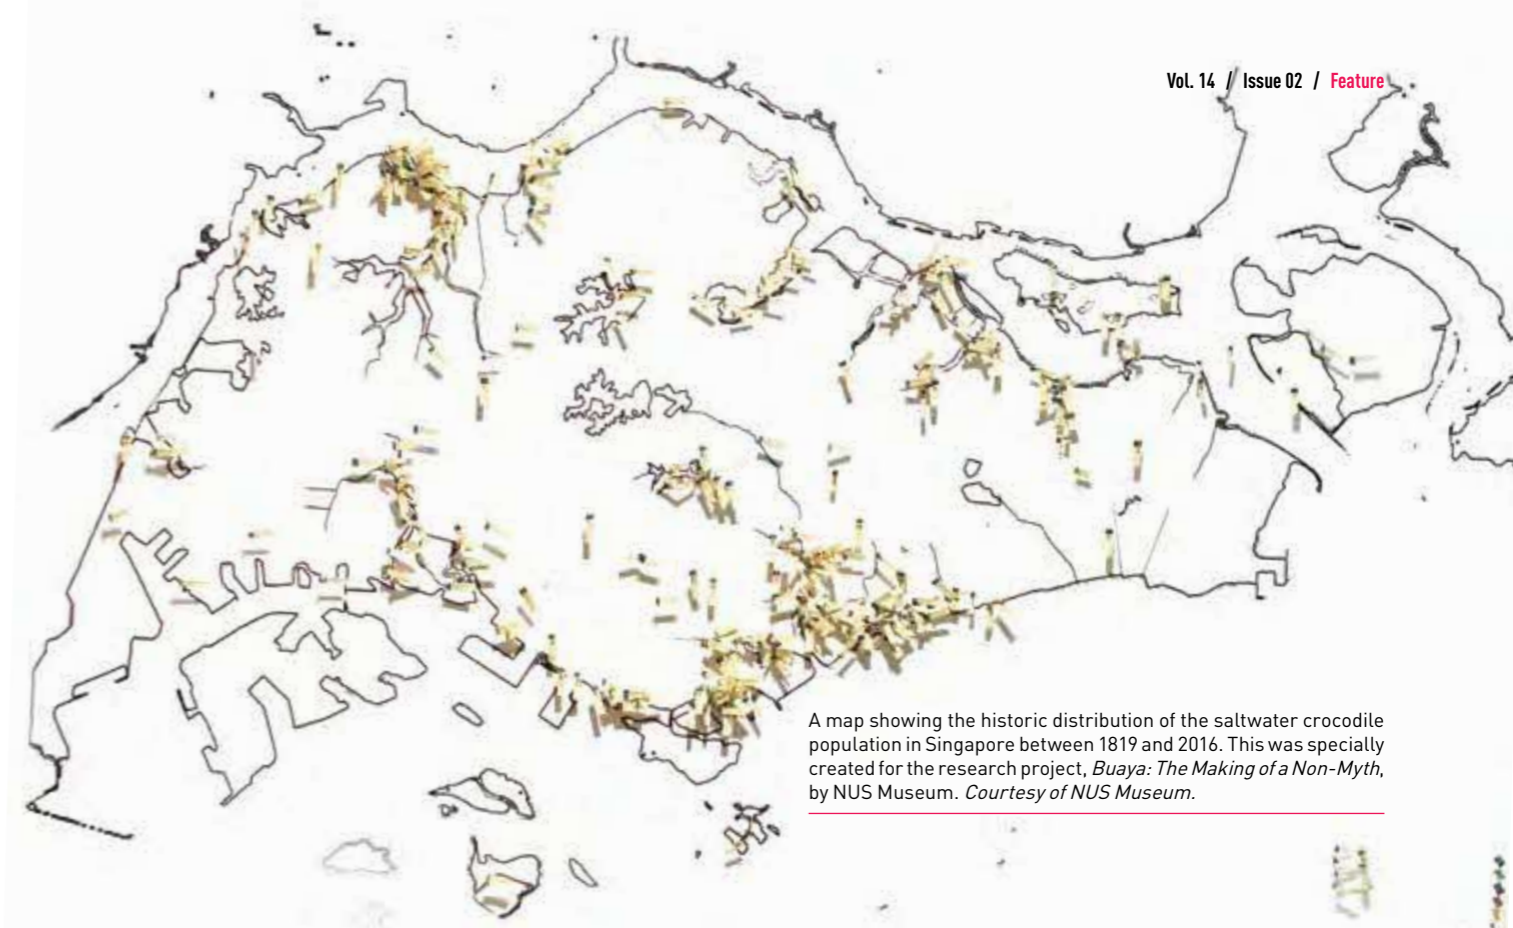 Vol. 14 / Issue 02 / Feature
A map showing the historic distribution of the saltwater crocodile
population in Singapore between 1819 and 2016. This was specially
created for the research project, Buaya: The Making of a Non-Myth,
by NUS Museum. Courtesy of NUS Museum.